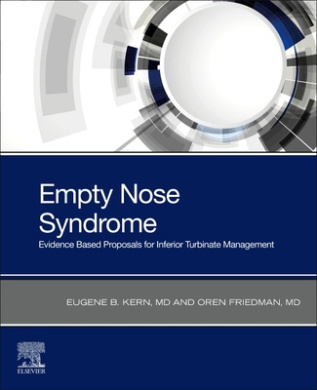 Empty Nose
Syndrome
Evidence Based Proposals for Inferior Turbinate Management
EUGENE B. KERN, MD AND OREN FRIEDMAN, MD
ELSEVIER